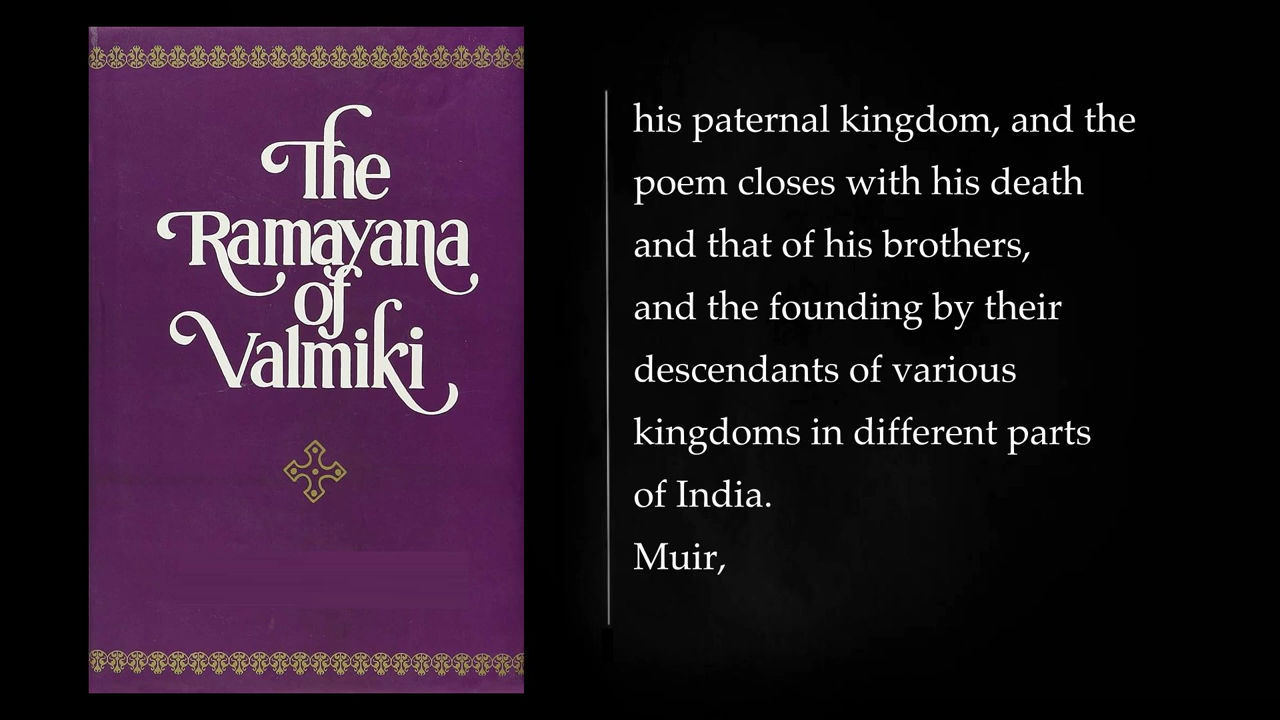 The
Ramayana
of
Valmiki
his paternal kingdom, and the
poem closes with his death
and that of his brothers,
and the founding by their
descendants of various
kingdoms in different parts
of India.
Muir,